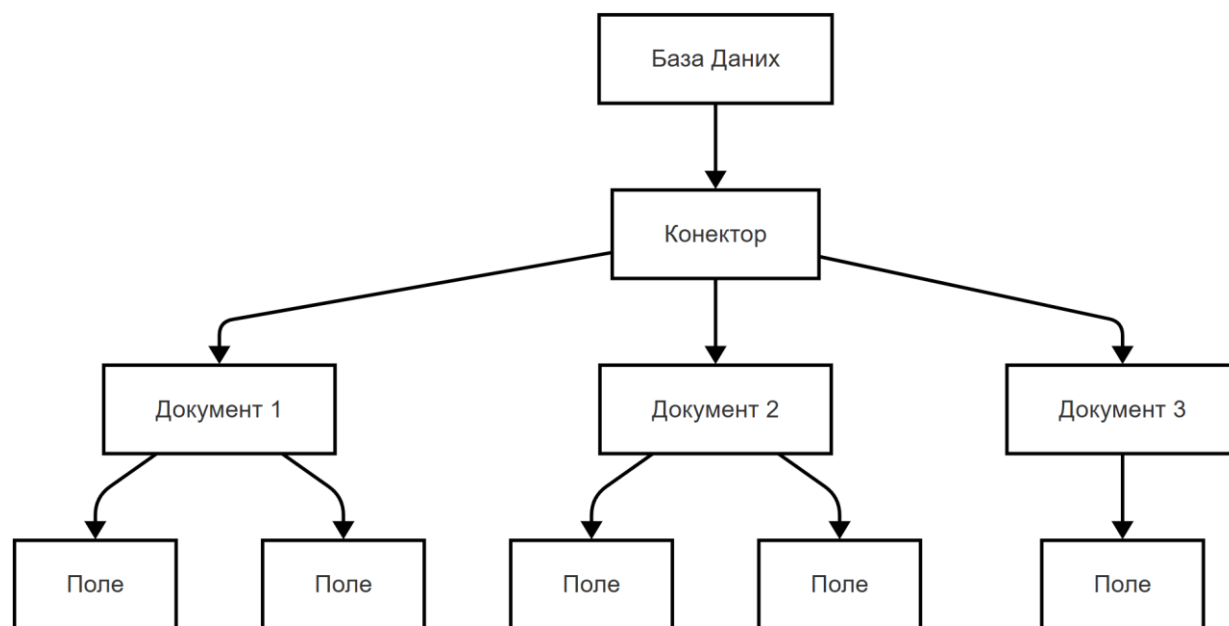 База Даних
Конектор
Документ 1
Документ 2
Документ 3
Поле
Поле
Поле
Поле
Поле